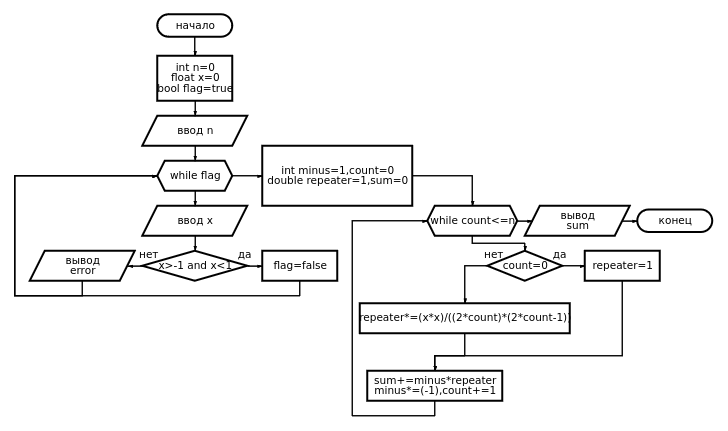 начало
int n=0
float x=0
bool flag=true
ввод n
while flag
int minus=1,count=0
double repeater=1,sum=0
ввод x
while count<=n
вывод
sum
конец
вывод
error
нет
x>-1 and x<1
да
flag=false
нет
count=0
да
repeater=1
repeater*=(x*x)/((2*count)*(2*count-1))
sum+=minus*repeater
minus*=(-1),count+=1